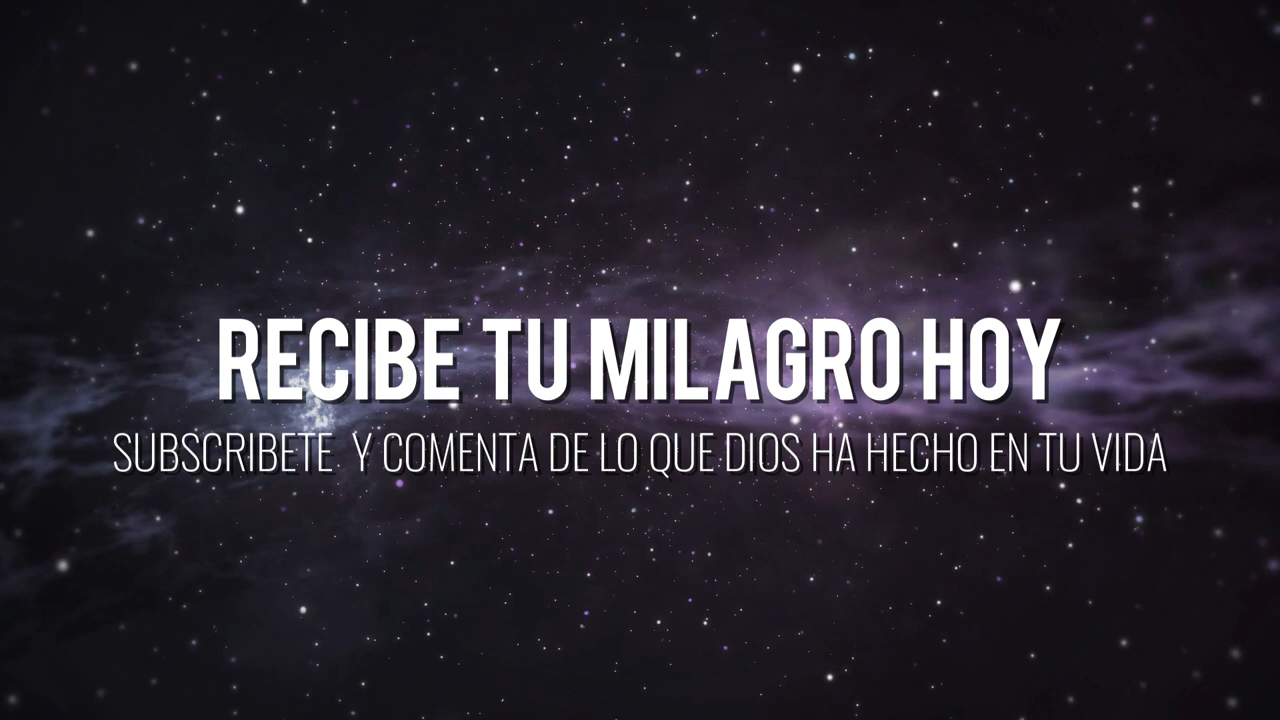 RECIBE TU MILAGRO HOY
SUBSCRIBETE Y COMENTA DE LO QUE DIOS HA HECHO EN TU VIDA